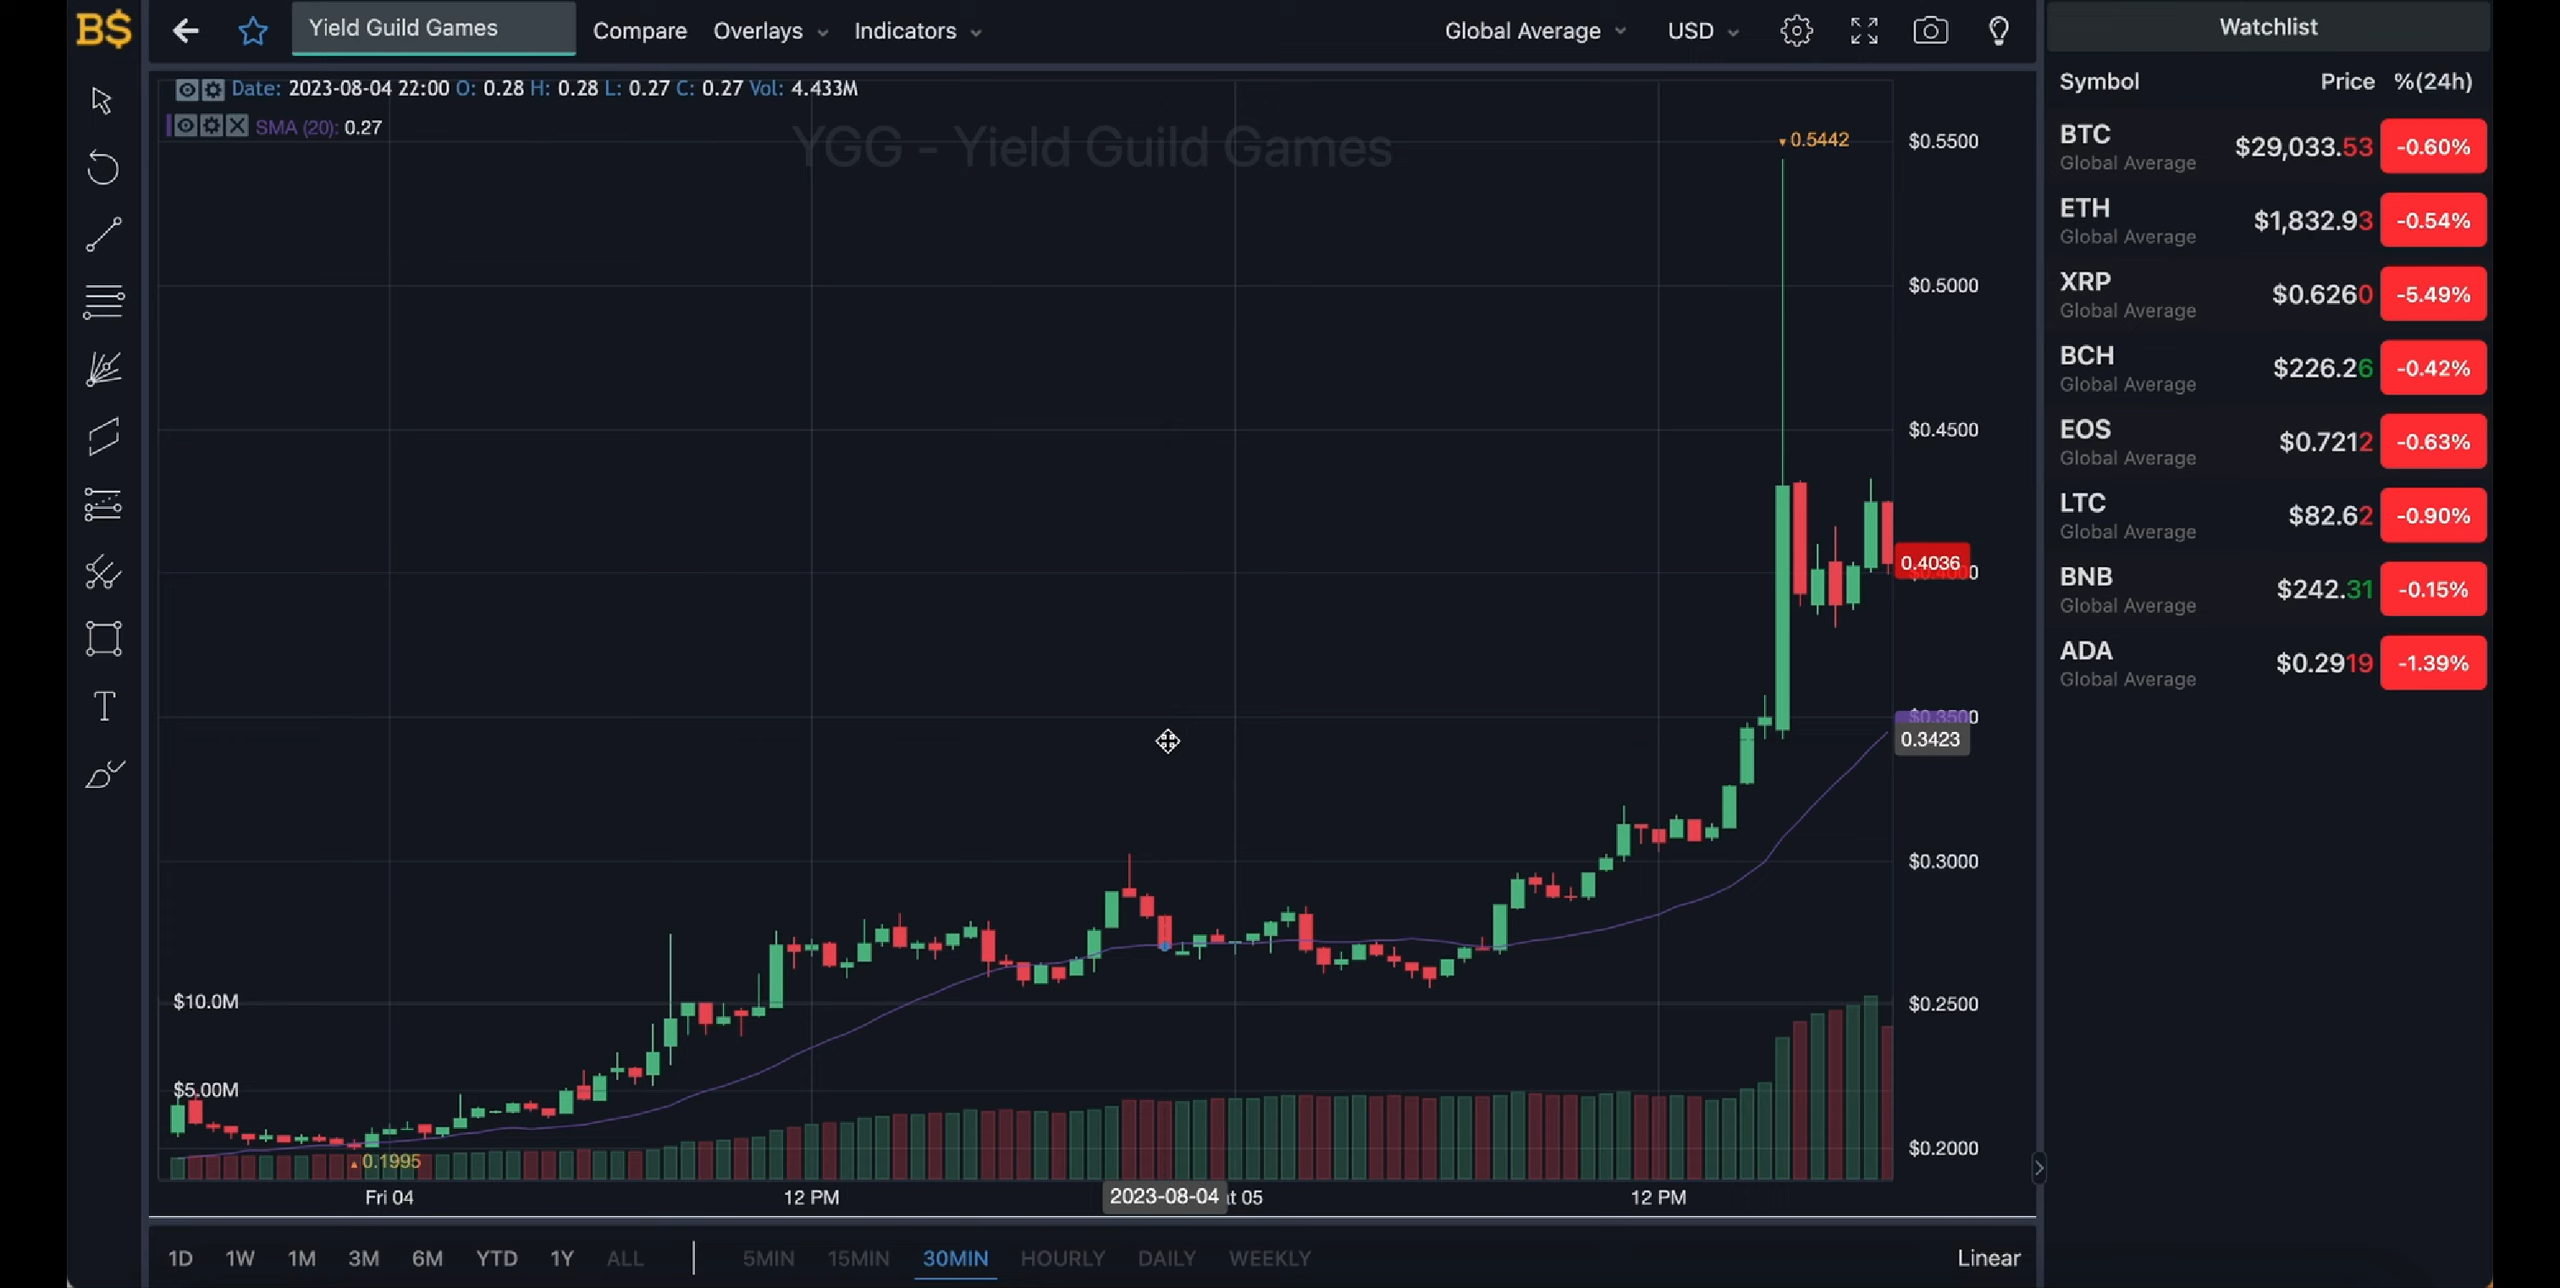 B$
Yield Guild Games
Compare
Overlays
Indicators
Global Average
USD
Watchlist
Date: 2023-08-04 22:00 O: 0.28 H: 0.28 L: 0.27 C: 0.27 Vol: 4.433M
SMA (20): 0.27
YGG - Yield Guild Games
0.5442
$0.5500
$0.5000
$0.4500
0.4036
$0.3500
0.3423
$0.3000
$10.0M
$0.2500
$5.00M
0.1995
$0.2000
Fri 04
12 PM
2023-08-04
t 05
12 PM
1D
1W
1M
3M
6M
YTD
1Y
ALL
5MIN
15MIN
30MIN
HOURLY
DAILY
WEEKLY
Linear
Symbol Price %(24h)
BTC $29,033.53 -0.60%
Global Average
ETH $1,832.93 -0.54%
Global Average
XRP $0.6260 -5.49%
Global Average
BCH $226.26 -0.42%
Global Average
EOS $0.7212 -0.63%
Global Average
LTC $82.62 -0.90%
Global Average
BNB $242.31 -0.15%
Global Average
ADA $0.2919 -1.39%
Global Average
T